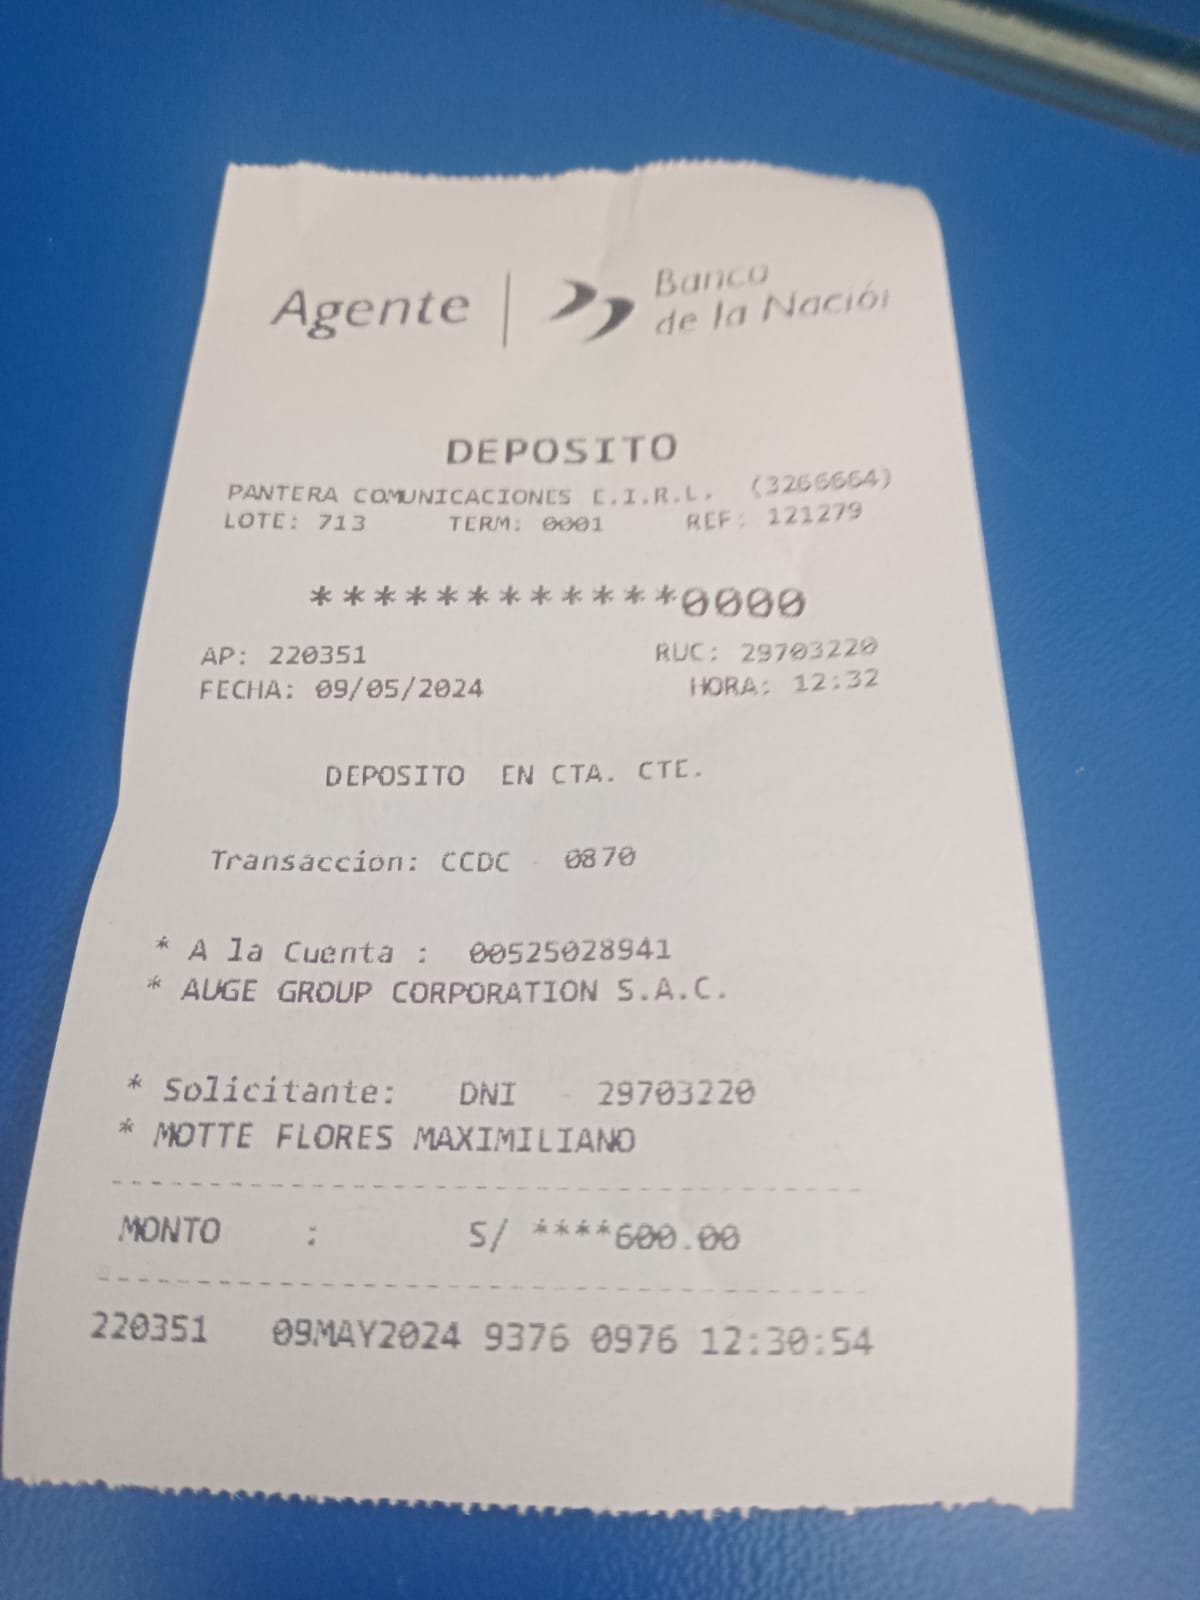 Agente | Banco
de la Nación
DEPOSITO
PANTERA COMUNICACIONES E.I.R.L. (3266664)
LOTE: 713 TERM: 0001 REF: 121279
************0000
AP: 220351 RUC: 29703220
FECHA: 09/05/2024 HORA: 12:32
DEPOSITO EN CTA. CTE.
Transaccion: CCDC - 0870
* A la Cuenta : 00525028941
* AUGE GROUP CORPORATION S.A.C.
* Solicitante: DNI - 29703220
* MOTTE FLORES MAXIMILIANO
MONTO : S/ ****600.00
220351 09MAY2024 9376 0976 12:30:54